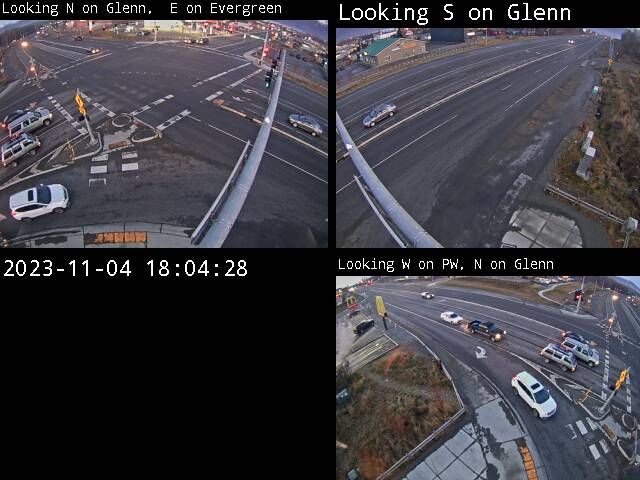 Looking N on Glenn,  E on Evergreen
Looking S on Glenn
2023-11-04 18:04:28
Looking W on PW, N on Glenn